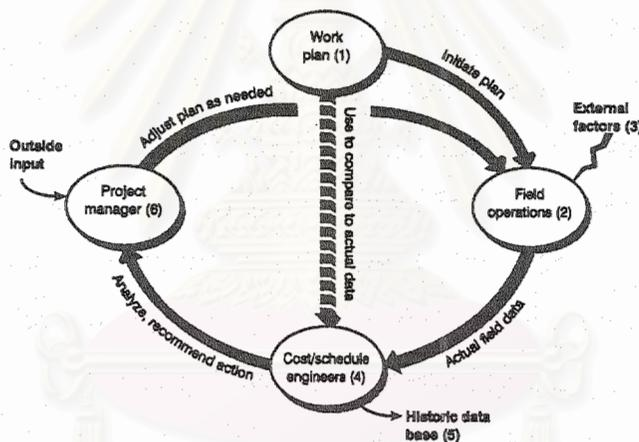 Work
plan (1)
Initiate plan
Adjust plan as needed
Use to compare to actual data
External
factors (3)
Outside
input
Project
manager (6)
Field
operations (2)
Analyze, recommend action
Actual field data
Cost/schedule
engineers (4)
Historic data
base (5)